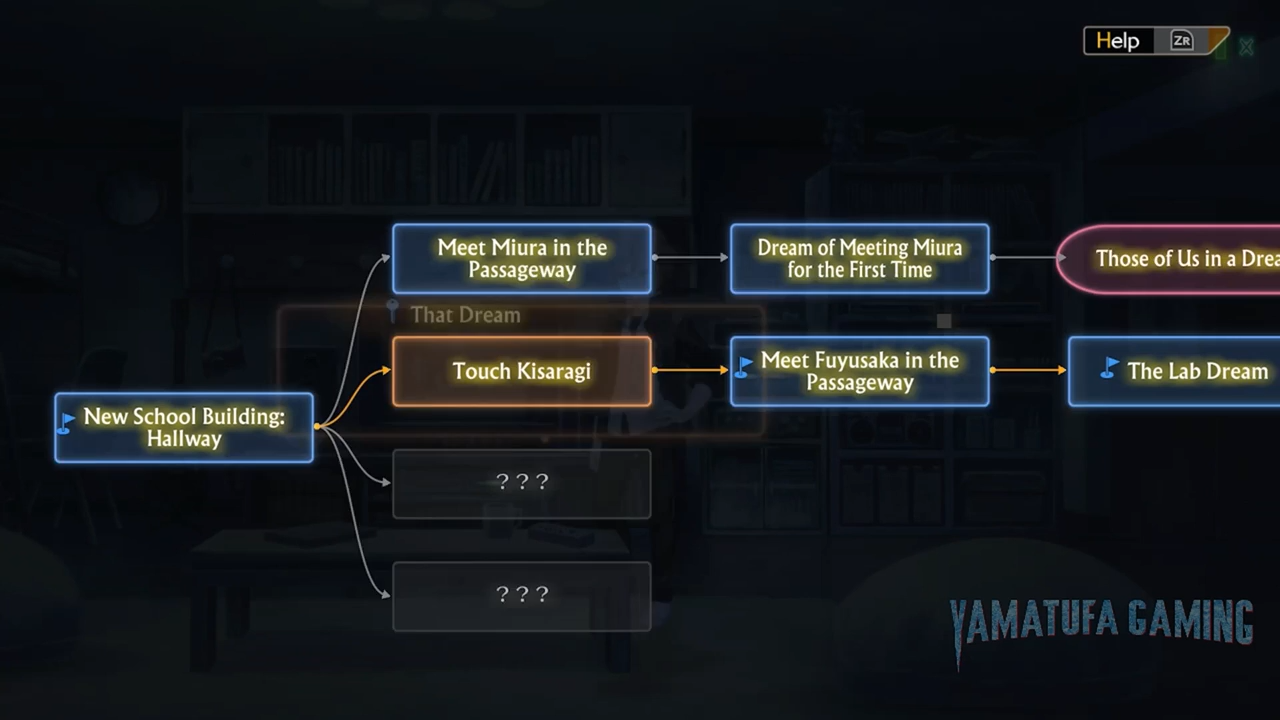 Help ZR
Meet Miura in the
Passageway
Dream of Meeting Miura
for the First Time
Those of Us in a Drea
That Dream
Touch Kisaragi
Meet Fuyusaka in the
Passageway
The Lab Dream
New School Building:
Hallway
? ? ?
? ? ?
YAMATUFA GAMING